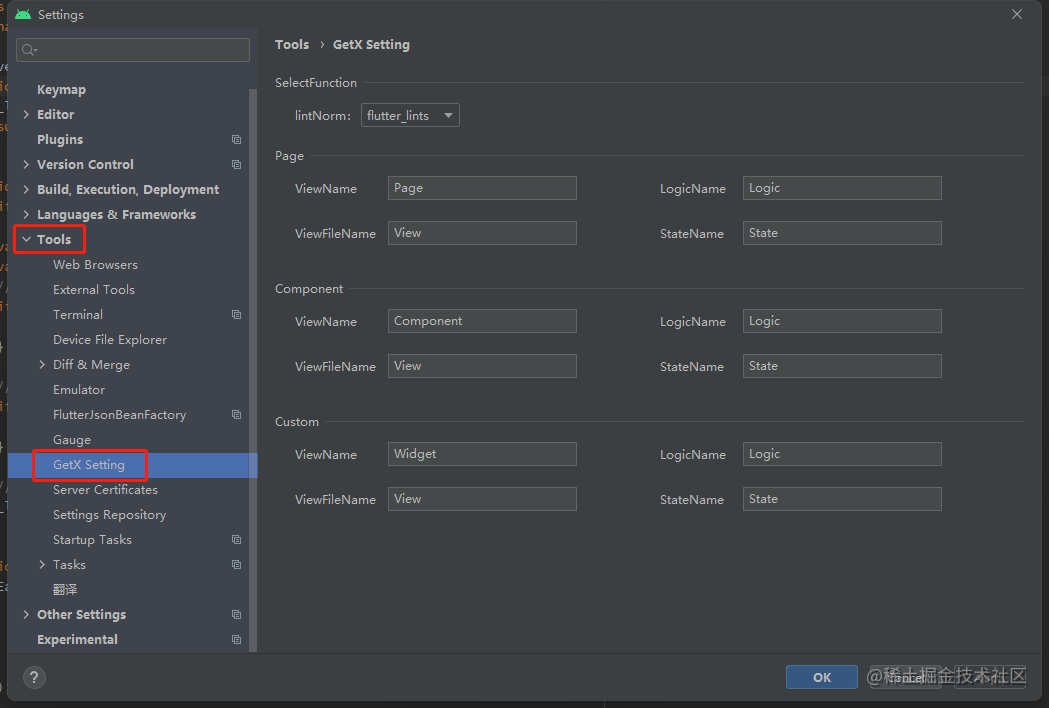 Settings
Keymap
Editor
Plugins
Version Control
Build, Execution, Deployment
Languages & Frameworks
Tools
Web Browsers
External Tools
Terminal
Device File Explorer
Diff & Merge
Emulator
FlutterJsonBeanFactory
Gauge
GetX Setting
Server Certificates
Settings Repository
Startup Tasks
Tasks
翻译
Other Settings
Experimental
Tools › GetX Setting
SelectFunction
lintNorm: flutter_lints
Page
ViewName Page LogicName Logic
ViewFileName View StateName State
Component
ViewName Component LogicName Logic
ViewFileName View StateName State
Custom
ViewName Widget LogicName Logic
ViewFileName View StateName State
?
OK Cancel
@稀土掘金技术社区